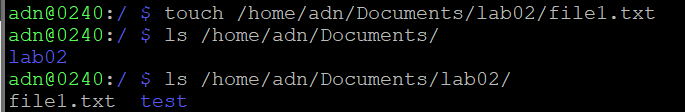 adn@0240:/ $ touch /home/adn/Documents/lab02/file1.txt
adn@0240:/ $ ls /home/adn/Documents/
lab02
adn@0240:/ $ ls /home/adn/Documents/lab02/
file1.txt  test